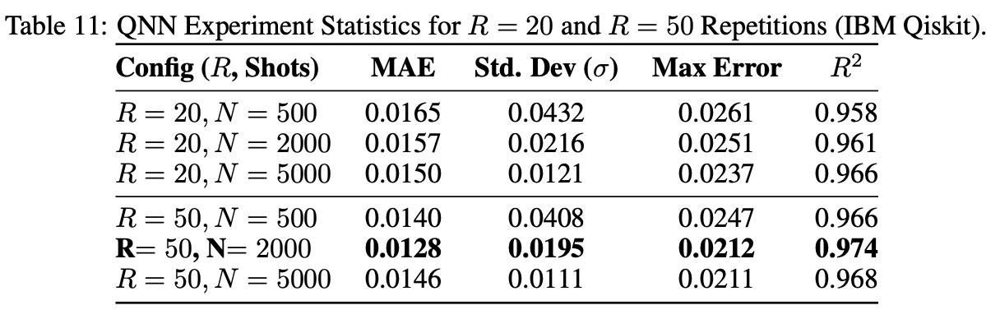 Table 11: QNN Experiment Statistics for R = 20 and R = 50 Repetitions (IBM Qiskit).
Config (R, Shots) MAE Std. Dev (σ) Max Error R²
R = 20, N = 500 0.0165 0.0432 0.0261 0.958
R = 20, N = 2000 0.0157 0.0216 0.0251 0.961
R = 20, N = 5000 0.0150 0.0121 0.0237 0.966
R = 50, N = 500 0.0140 0.0408 0.0247 0.966
R= 50, N= 2000 0.0128 0.0195 0.0212 0.974
R = 50, N = 5000 0.0146 0.0111 0.0211 0.968